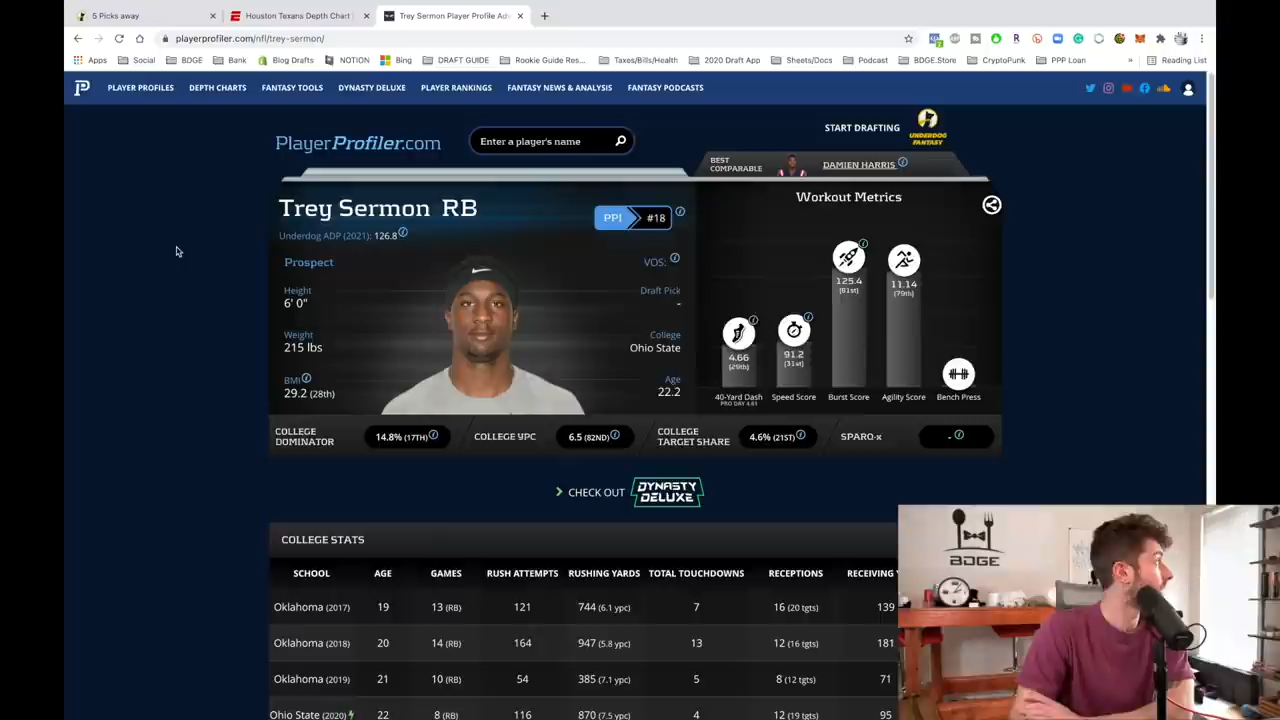 5 Picks away
Houston Texans Depth Chart
Trey Sermon Player Profile Adv
playerprofiler.com/nfl/trey-sermon/
Apps Social BDGE Bank Blog Drafts NOTION Bing DRAFT GUIDE Rookie Guide Res... Taxes/Bills/Health 2020 Draft App Sheets/Docs Podcast BDGE.Store CryptoPunk PPP Loan » Reading List
PLAYER PROFILES DEPTH CHARTS FANTASY TOOLS DYNASTY DELUXE PLAYER RANKINGS FANTASY NEWS & ANALYSIS FANTASY PODCASTS
PlayerProfiler.com
Enter a player's name
START DRAFTING
UNDERDOG FANTASY
BEST COMPARABLE
DAMIEN HARRIS
Trey Sermon RB
PPI #18
Underdog ADP (2021): 126.8
Prospect
VOS:
Height
6' 0"
Draft Pick
-
Weight
215 lbs
College
Ohio State
BMI
29.2 (28th)
Age
22.2
Workout Metrics
4.66
(29th)
40-Yard Dash
PRO DAY 4.61
91.2
(31st)
Speed Score
125.4
(81st)
Burst Score
11.14
(79th)
Agility Score
Bench Press
COLLEGE DOMINATOR 14.8% (17TH)
COLLEGE YPC 6.5 (82ND)
COLLEGE TARGET SHARE 4.6% (21ST)
SPARQ-x -
CHECK OUT DYNASTY DELUXE
COLLEGE STATS
SCHOOL AGE GAMES RUSH ATTEMPTS RUSHING YARDS TOTAL TOUCHDOWNS RECEPTIONS RECEIVING
Oklahoma (2017) 19 13 (RB) 121 744 (6.1 ypc) 7 16 (20 tgts) 139
Oklahoma (2018) 20 14 (RB) 164 947 (5.8 ypc) 13 12 (16 tgts) 181
Oklahoma (2019) 21 10 (RB) 54 385 (7.1 ypc) 5 8 (12 tgts) 71
Ohio State (2020) 22 8 (RB) 116 870 (7.5 ypc) 4 12 (19 tgts) 95
BDGE